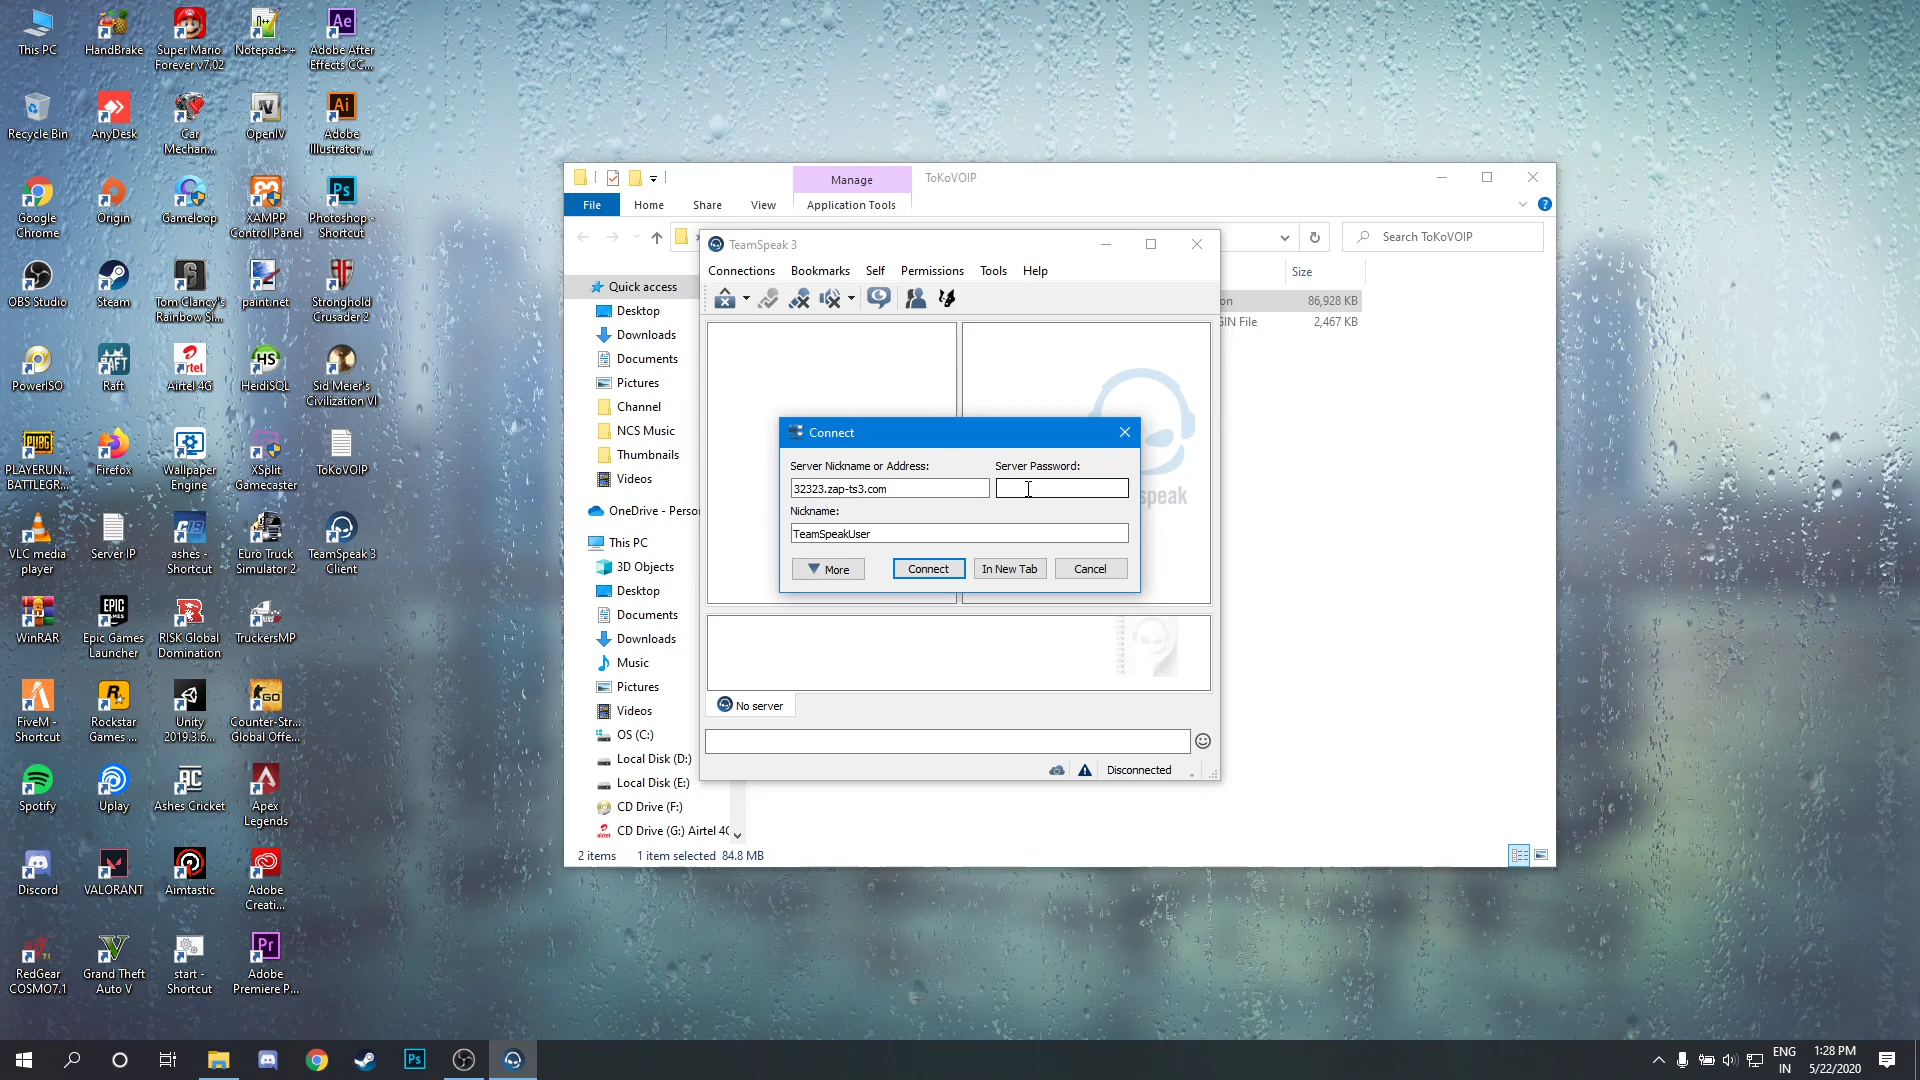 This PC
HandBrake
Super Mario
Forever v7.02
Notepad++
Adobe After
Effects CC...
Recycle Bin
AnyDesk
Car
Mechan...
OpenIV
Adobe
Illustrator...
Google
Chrome
Origin
Gameloop
XAMPP
Control Panel
Photoshop -
Shortcut
OBS Studio
Steam
Tom Clancy's
Rainbow Si...
paint.net
Stronghold
Crusader 2
PowerISO
Raft
Airtel 4G
HeidiSQL
Sid Meier's
Civilization VI
PLAYERUN...
BATTLEGR...
Firefox
Wallpaper
Engine
XSplit
Gamecaster
ToKoVOIP
VLC media
player
Server IP
ashes -
Shortcut
Euro Truck
Simulator 2
TeamSpeak 3
Client
WinRAR
Epic Games
Launcher
RISK Global
Domination
TruckersMP
FiveM -
Shortcut
Rockstar
Games ...
Unity
2019.3.6...
Counter-Str...
Global Offe...
Spotify
Uplay
Ashes Cricket
Apex
Legends
Discord
VALORANT
Aimtastic
Adobe
Creati...
RedGear
COSMO7.1
Grand Theft
Auto V
start -
Shortcut
Adobe
Premiere P...
Manage
ToKoVOIP
File
Home
Share
View
Application Tools
Search ToKoVOIP
Size
on
86,928 KB
GIN File
2,467 KB
Quick access
Desktop
Downloads
Documents
Pictures
Channel
NCS Music
Thumbnails
Videos
OneDrive - Person
This PC
3D Objects
Desktop
Documents
Downloads
Music
Pictures
Videos
OS (C:)
Local Disk (D:)
Local Disk (E:)
CD Drive (F:)
CD Drive (G:) Airtel 4G
2 items
1 item selected 84.8 MB
TeamSpeak 3
Connections
Bookmarks
Self
Permissions
Tools
Help
speak
Connect
Server Nickname or Address:
Server Password:
32323.zap-ts3.com
Nickname:
TeamSpeakUser
More
Connect
In New Tab
Cancel
No server
Disconnected
ENG
IN
1:28 PM
5/22/2020